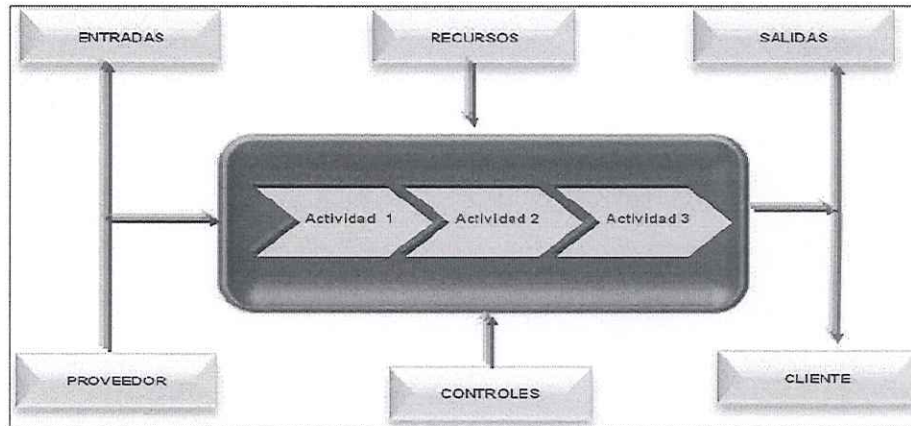 ENTRADAS
RECURSOS
SALIDAS
Actividad 1
Actividad 2
Actividad 3
PROVEEDOR
CONTROLES
CLIENTE